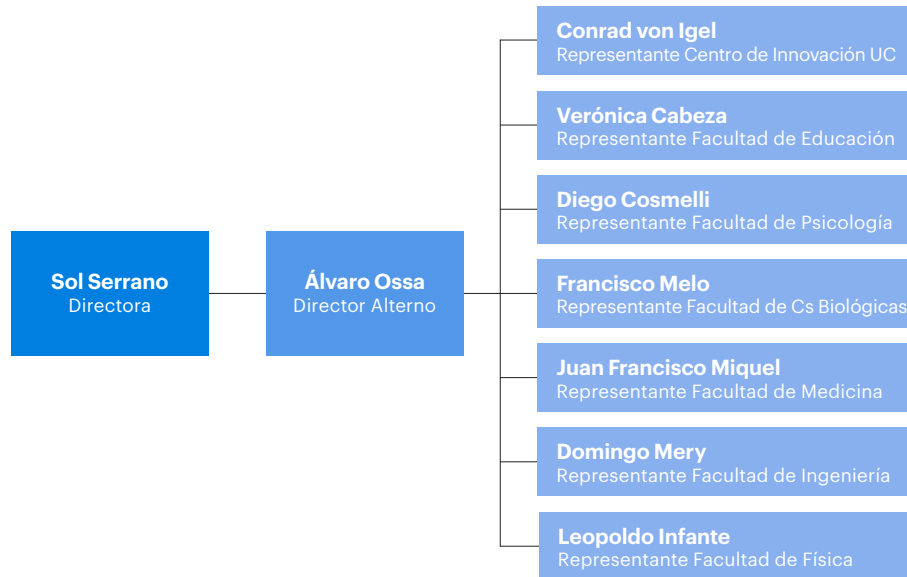 Sol Serrano
Directora
Álvaro Ossa
Director Alterno
Conrad von Igel
Representante Centro de Innovación UC
Verónica Cabeza
Representante Facultad de Educación
Diego Cosmelli
Representante Facultad de Psicología
Francisco Melo
Representante Facultad de Cs Biológicas
Juan Francisco Miquel
Representante Facultad de Medicina
Domingo Mery
Representante Facultad de Ingeniería
Leopoldo Infante
Representante Facultad de Física